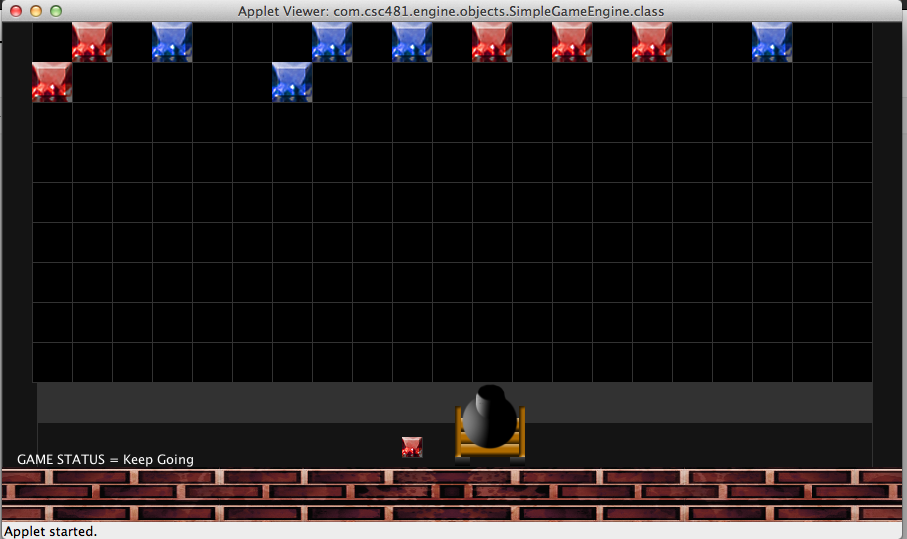 Applet Viewer: com.csc481.engine.objects.SimpleGameEngine.class
GAME STATUS = Keep Going
Applet started.